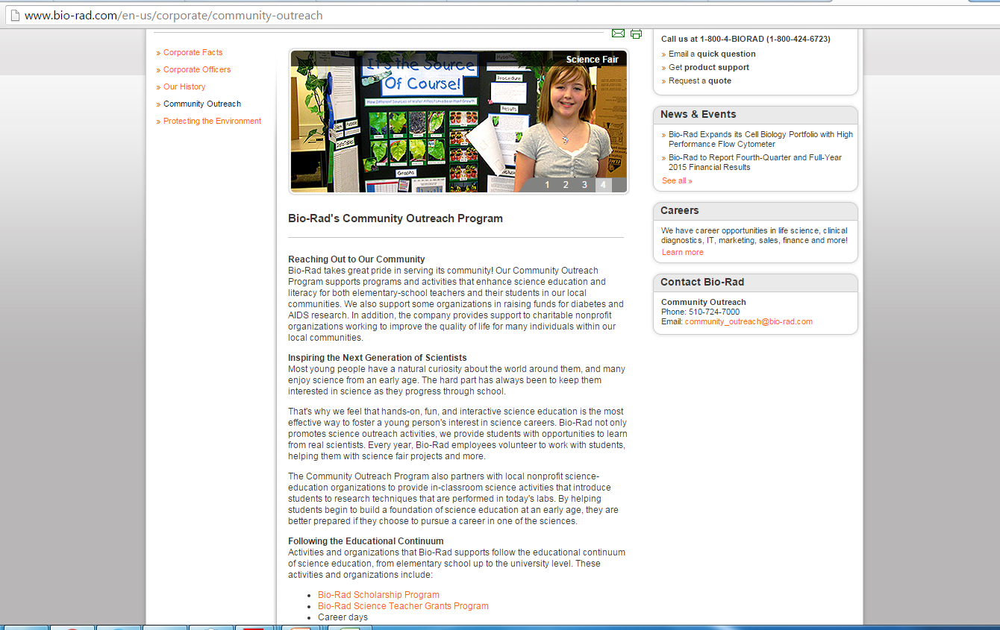 www.bio-rad.com/en-us/corporate/community-outreach
» Corporate Facts
» Corporate Officers
» Our History
» Community Outreach
» Protecting the Environment
Science Fair
It's the Source
Of Course!
How Different Sources of Water Affect Lima Bean Plant Growth
Procedure
Results
Graphs
Data Tables
1 2 3 4
Bio-Rad's Community Outreach Program
Reaching Out to Our Community
Bio-Rad takes great pride in serving its community! Our Community Outreach
Program supports programs and activities that enhance science education and
literacy for both elementary-school teachers and their students in our local
communities. We also support some organizations in raising funds for diabetes and
AIDS research. In addition, the company provides support to charitable nonprofit
organizations working to improve the quality of life for many individuals within our
local communities.
Inspiring the Next Generation of Scientists
Most young people have a natural curiosity about the world around them, and many
enjoy science from an early age. The hard part has always been to keep them
interested in science as they progress through school.
That's why we feel that hands-on, fun, and interactive science education is the most
effective way to foster a young person's interest in science careers. Bio-Rad not only
promotes science outreach activities, we provide students with opportunities to learn
from real scientists. Every year, Bio-Rad employees volunteer to work with students,
helping them with science fair projects and more.
The Community Outreach Program also partners with local nonprofit science-
education organizations to provide in-classroom science activities that introduce
students to research techniques that are performed in today's labs. By helping
students begin to build a foundation of science education at an early age, they are
better prepared if they choose to pursue a career in one of the sciences.
Following the Educational Continuum
Activities and organizations that Bio-Rad supports follow the educational continuum
of science education, from elementary school up to the university level. These
activities and organizations include:
• Bio-Rad Scholarship Program
• Bio-Rad Science Teacher Grants Program
• Career days
Call us at 1-800-4-BIORAD (1-800-424-6723)
» Email a quick question
» Get product support
» Request a quote
News & Events
» Bio-Rad Expands its Cell Biology Portfolio with High
Performance Flow Cytometer
» Bio-Rad to Report Fourth-Quarter and Full-Year
2015 Financial Results
See all »
Careers
We have career opportunities in life science, clinical
diagnostics, IT, marketing, sales, finance and more!
Learn more
Contact Bio-Rad
Community Outreach
Phone: 510-724-7000
Email: community_outreach@bio-rad.com